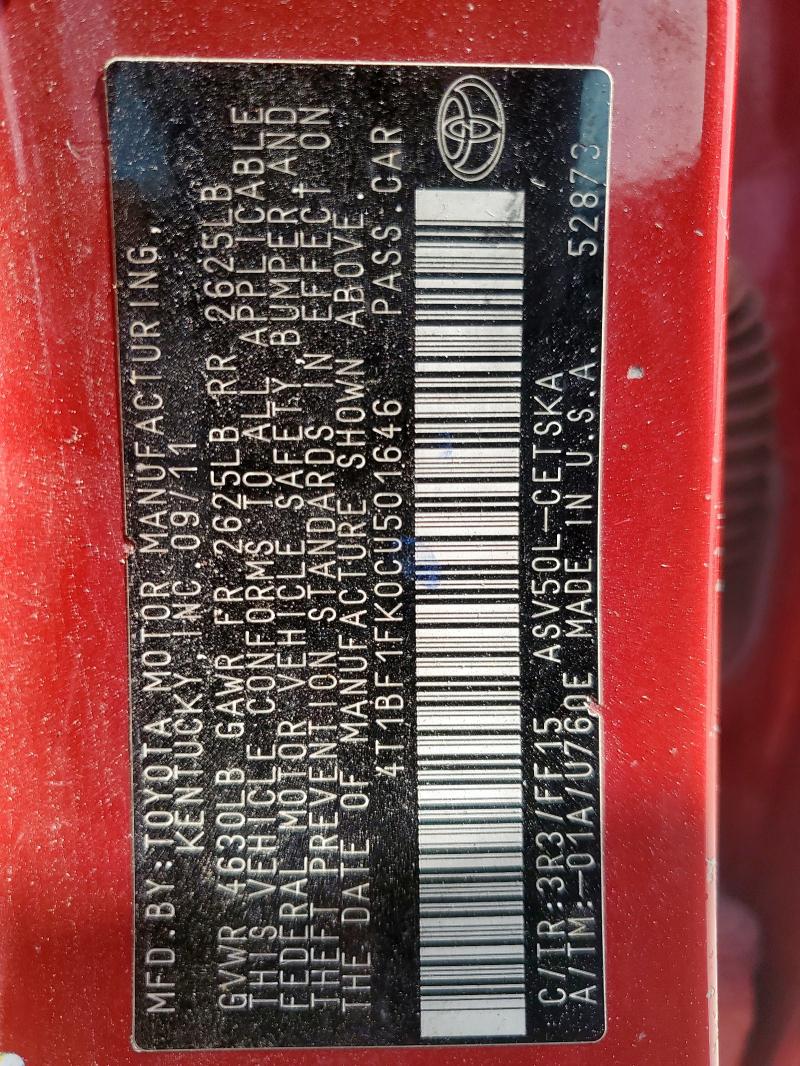 MFD.BY:TOYOTA MOTOR MANUFACTURING,
KENTUCKY, INC 09/11
GVWR 4630LB GAWR FR 2625LB RR 2625LB
THIS VEHICLE CONFORMS TO ALL APPLICABLE
FEDERAL MOTOR VEHICLE SAFETY, BUMPER, AND
THEFT PREVENTION STANDARDS IN EFFECT ON
THE DATE OF MANUFACTURE SHOWN ABOVE.
4T1BF1FK0CU501646 PASS.CAR
C/TR:3R3/FF15 ASV50L-CETSKA
A/TM:-01A/U760E MADE IN U.S.A. 52873